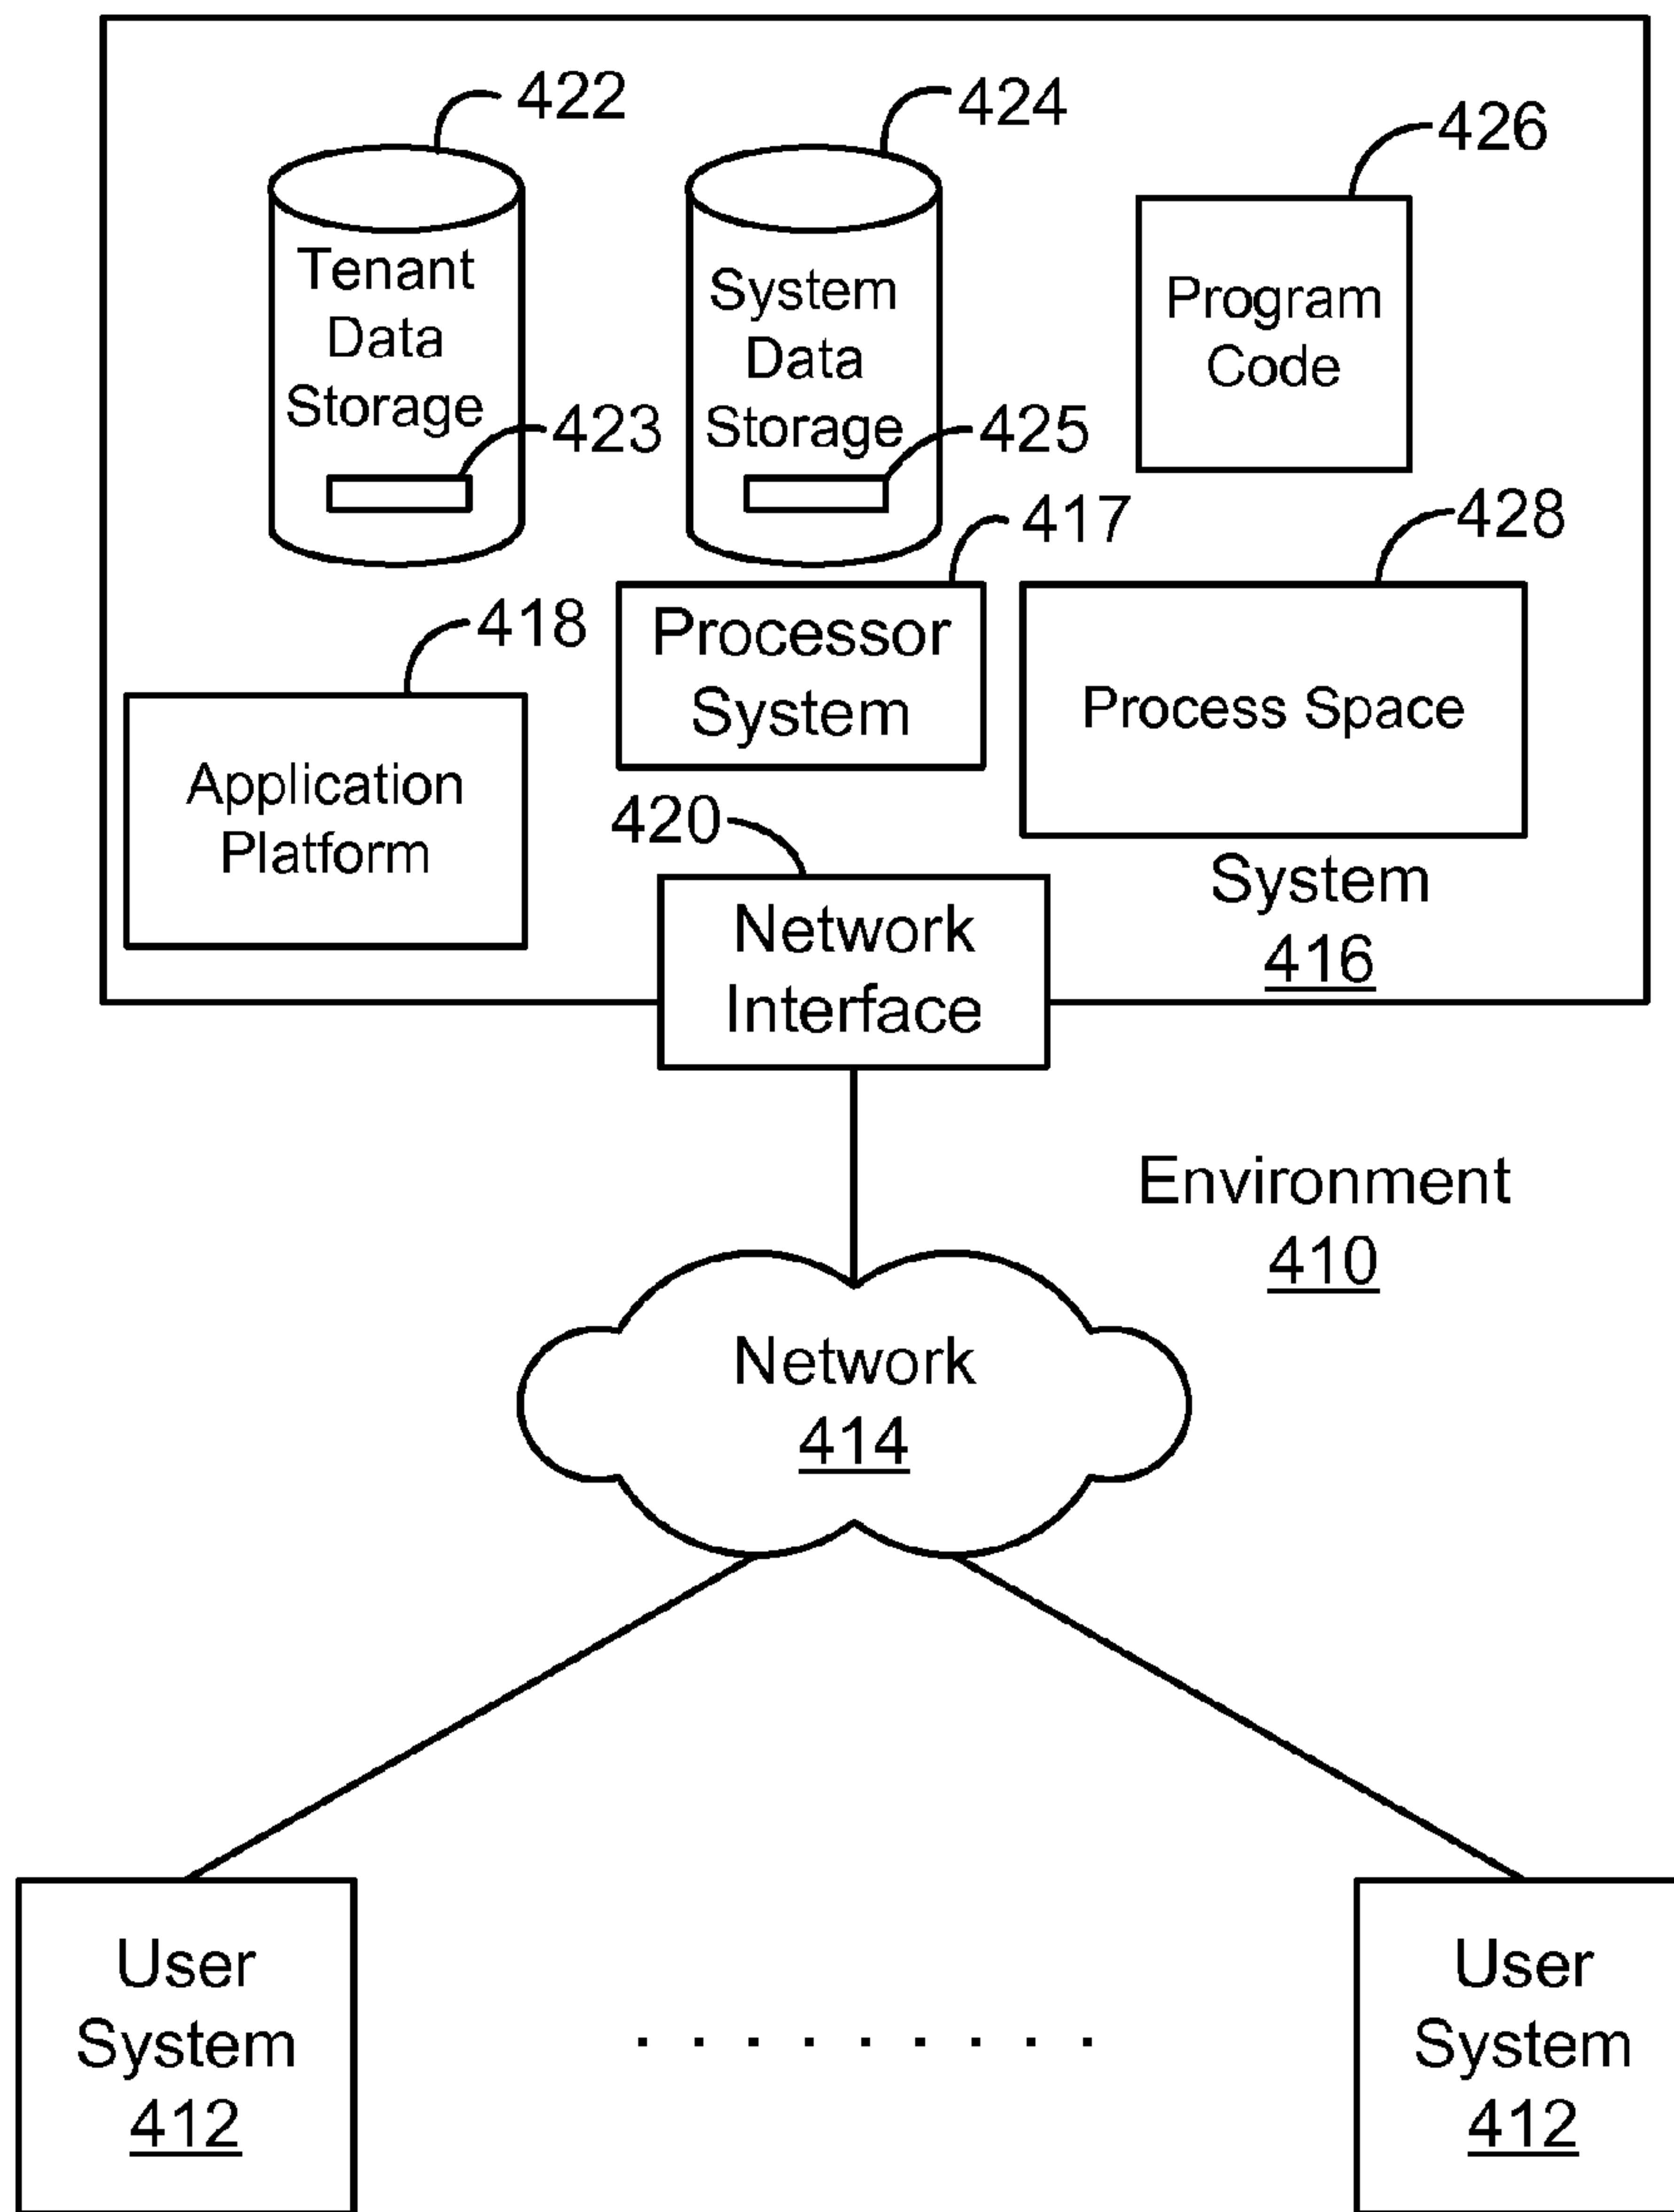 422
424
426
Tenant
Data
Storage
System
Data
Storage
Program
Code
423
425
417
428
418
Processor
System
Process Space
Application
Platform
420
System
416
Network
Interface
Environment
410
Network
414
User
System
412
. . . . . . . . .
User
System
412